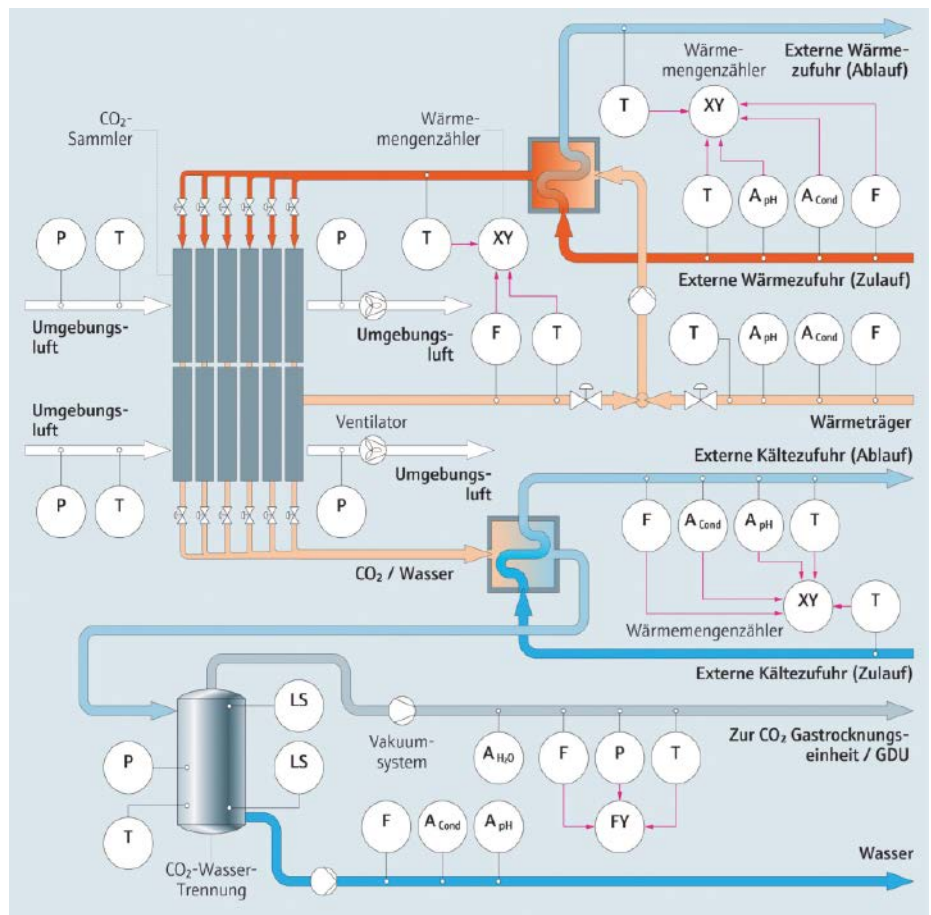 Externe Wärme-
zufuhr (Ablauf)
Wärme-
mengenzähler
CO₂-
Sammler
Wärme-
mengenzähler
T
XY
T
A pH
A Cond
F
P
T
P
T
XY
Externe Wärmezufuhr (Zulauf)
Umgebungs-
luft
Umgebungs-
luft
F
T
T
A pH
A Cond
F
Umgebungs-
luft
Ventilator
Wärmeträger
Externe Kältezufuhr (Ablauf)
Umgebungs-
luft
P
T
P
F
A Cond
A pH
T
CO₂ / Wasser
XY
T
Wärmemengenzähler
Externe Kältezufuhr (Zulauf)
LS
Zur CO₂ Gastrocknungs-
einheit / GDU
Vakuum-
system
P
LS
A H₂O
F
P
T
T
F
A Cond
A pH
FY
Wasser
CO₂-Wasser-
Trennung